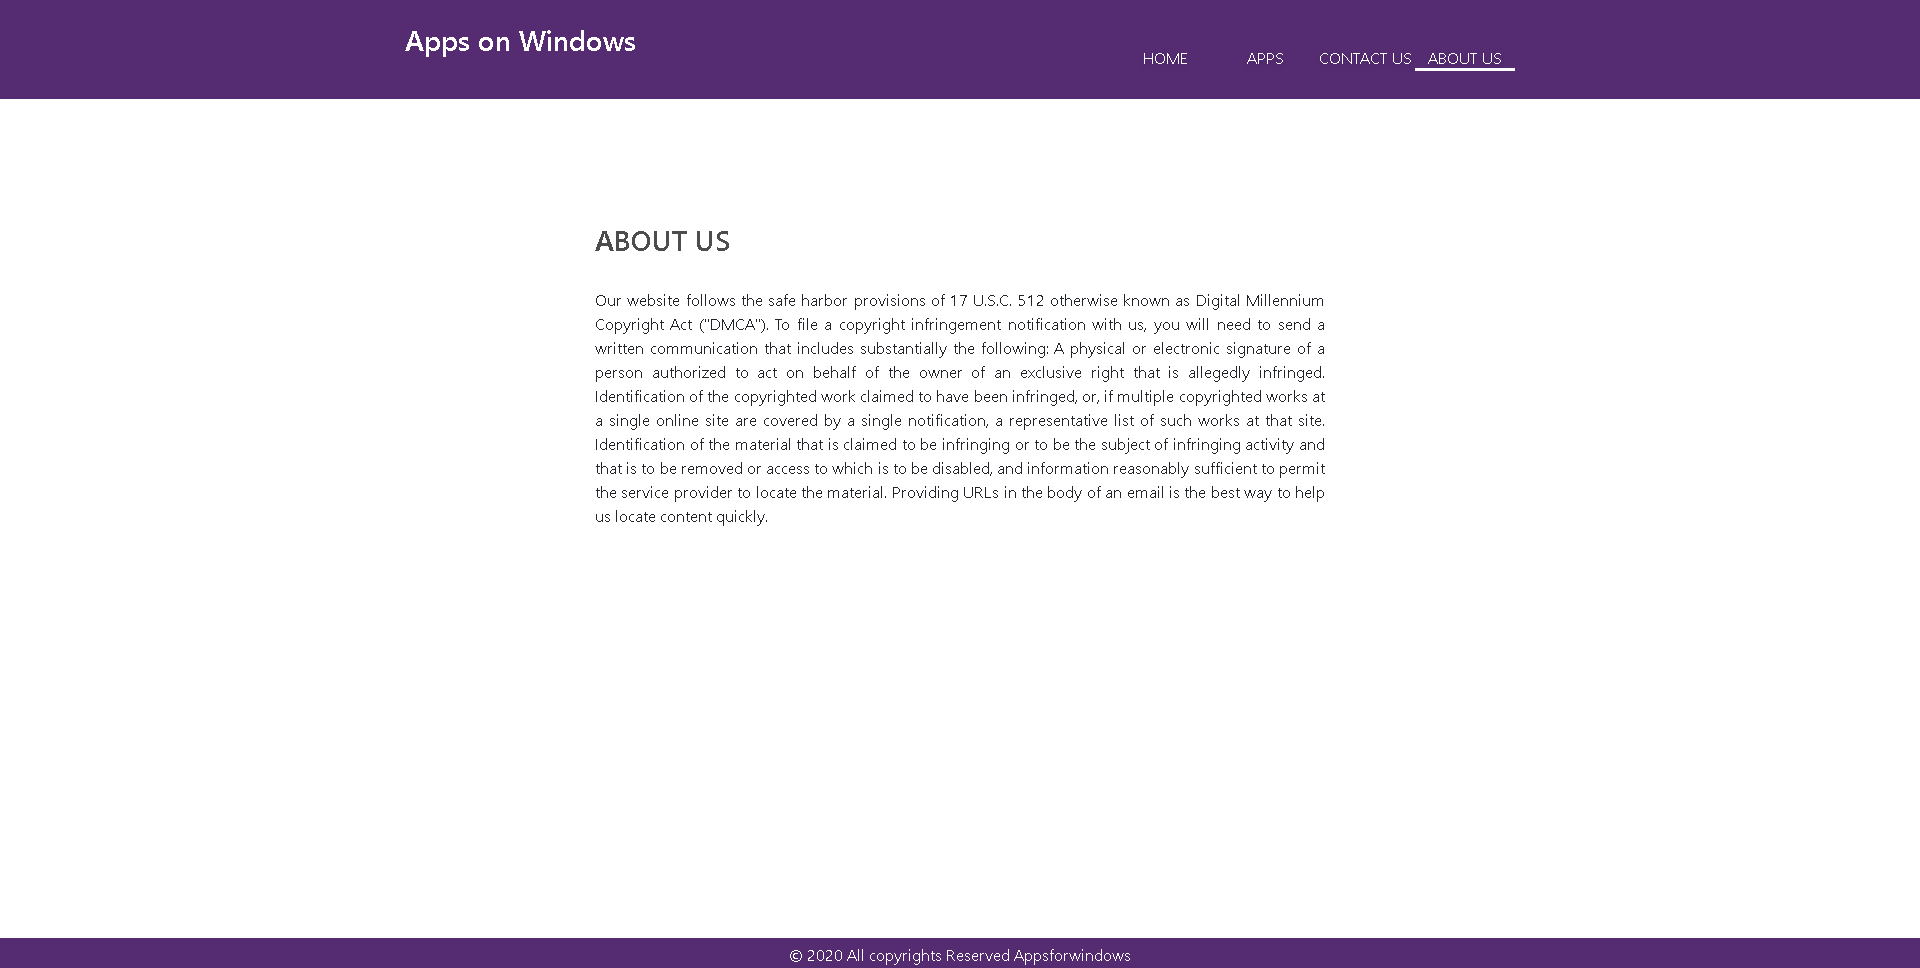 Apps on Windows
HOME
APPS
CONTACT US
ABOUT US
ABOUT US
Our website follows the safe harbor provisions of 17 U.S.C. 512 otherwise known as Digital Millennium
Copyright Act ("DMCA"). To file a copyright infringement notification with us, you will need to send a
written communication that includes substantially the following: A physical or electronic signature of a
person authorized to act on behalf of the owner of an exclusive right that is allegedly infringed.
Identification of the copyrighted work claimed to have been infringed, or, if multiple copyrighted works at
a single online site are covered by a single notification, a representative list of such works at that site.
Identification of the material that is claimed to be infringing or to be the subject of infringing activity and
that is to be removed or access to which is to be disabled, and information reasonably sufficient to permit
the service provider to locate the material. Providing URLs in the body of an email is the best way to help
us locate content quickly.
© 2020 All copyrights Reserved Appsforwindows